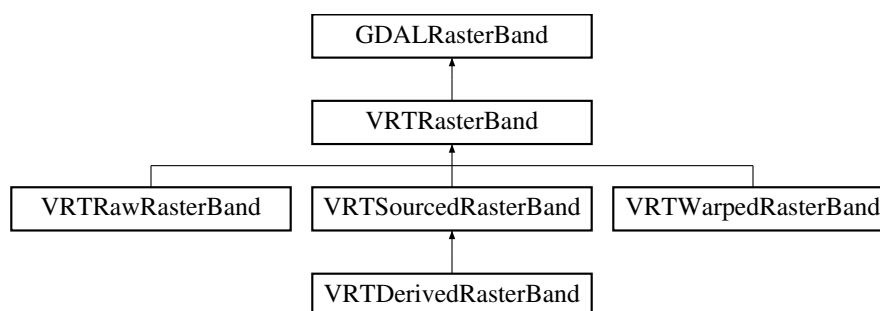 GDALRasterBand
VRTRasterBand
VRTRawRasterBand
VRTSourcedRasterBand
VRTWarpedRasterBand
VRTDerivedRasterBand